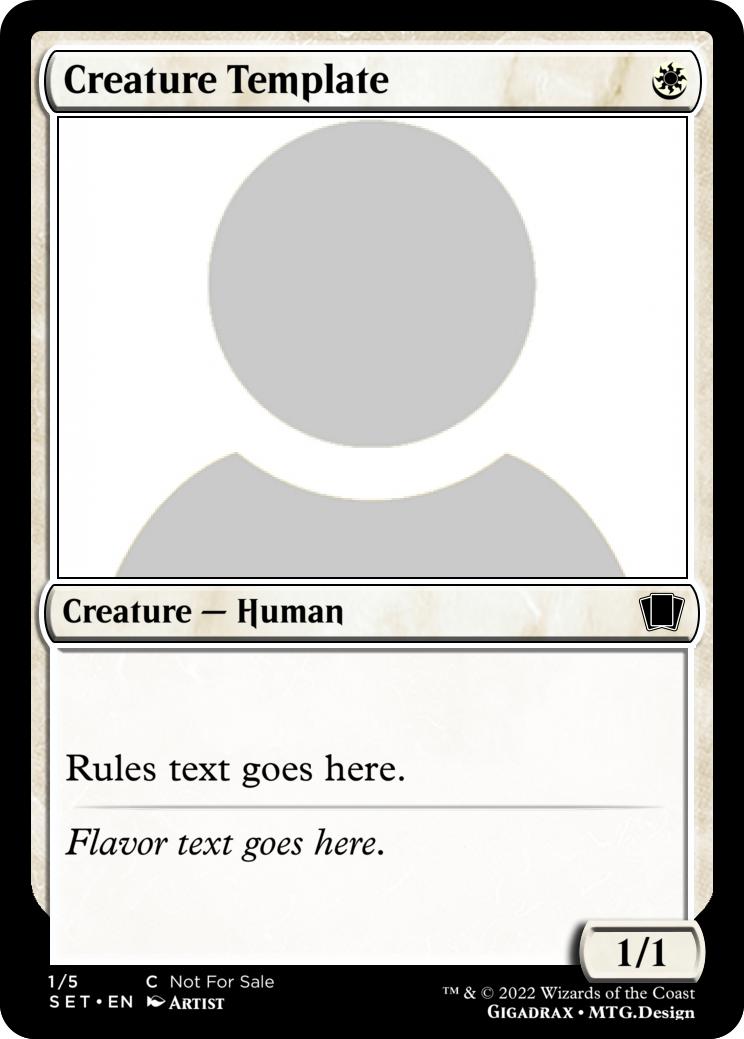 Creature Template
Creature — Human
Rules text goes here.
Flavor text goes here.
1/1
1/5 C Not For Sale
SET • EN Artist
™ & © 2022 Wizards of the Coast
Gigadrax • MTG.Design